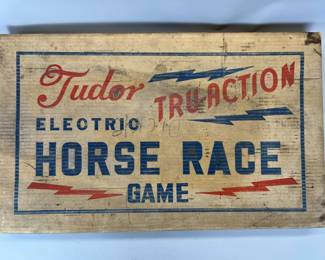 Tudor
TRU-ACTION
ELECTRIC
HORSE RACE
GAME